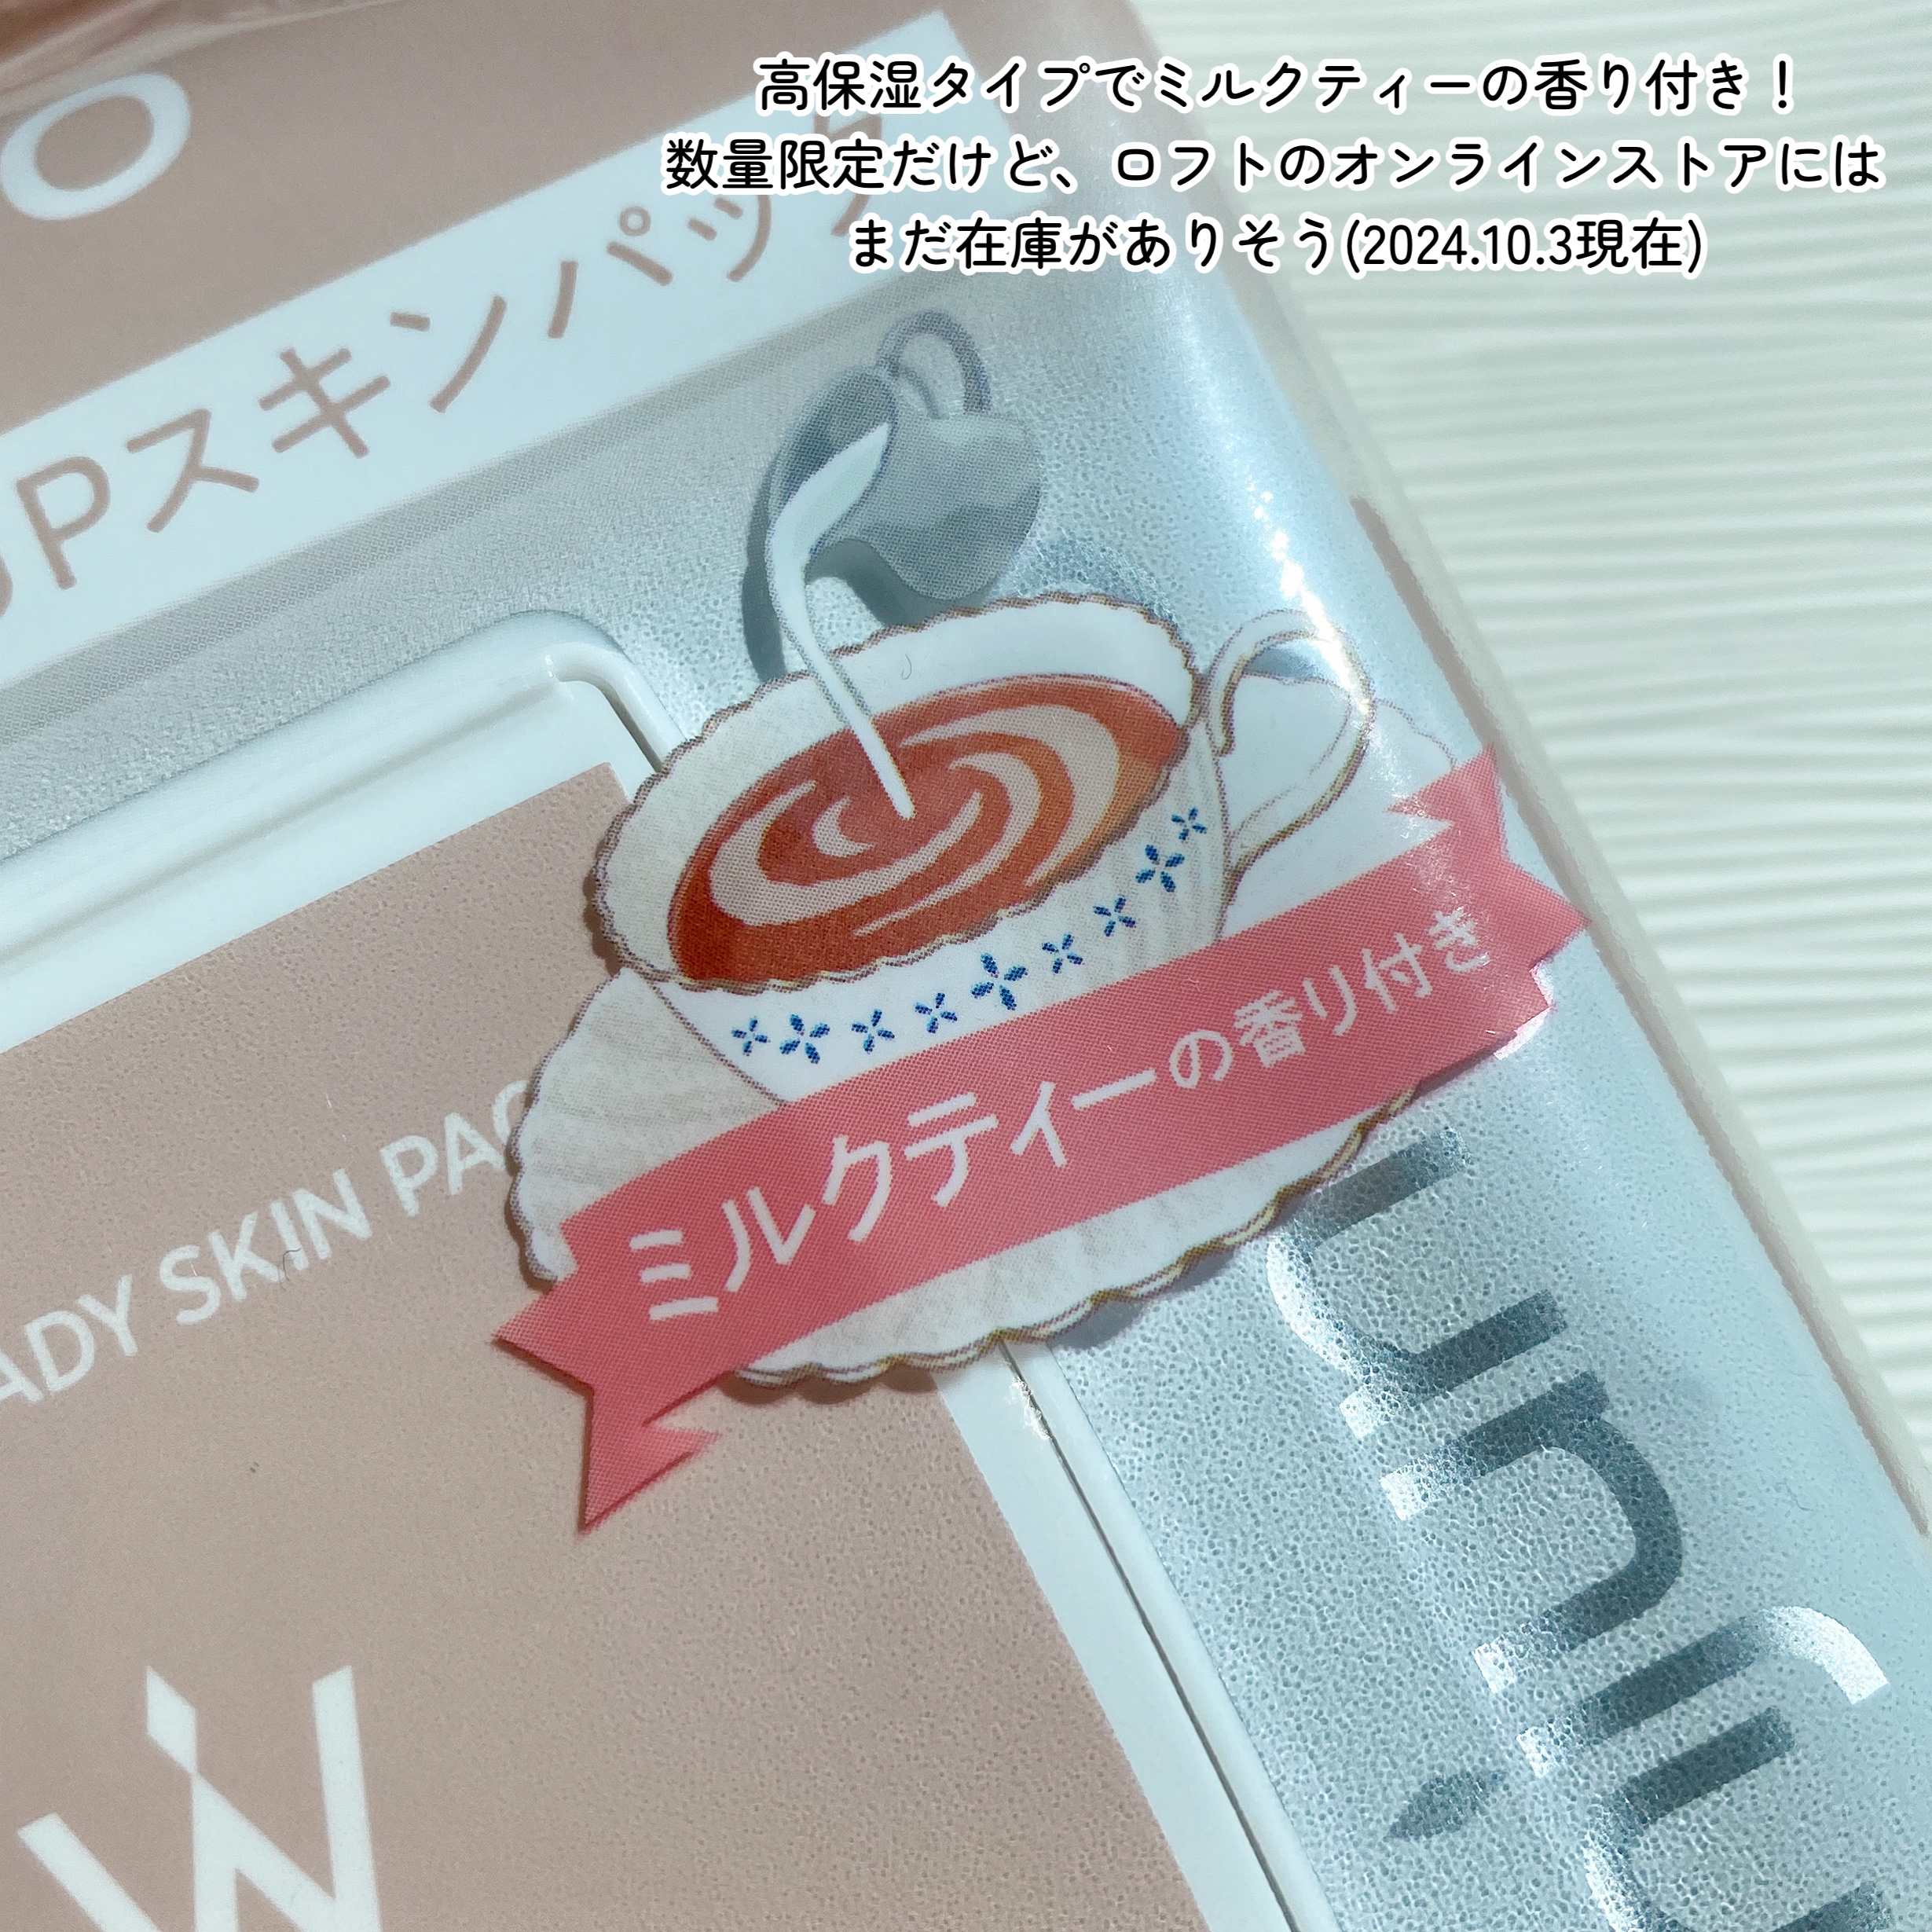 高保湿タイプでミルクティーの香り付き！
数量限定だけど、ロフトのオンラインストアには
まだ在庫がありそう(2024.10.3現在)
UPスキンパック
ミルクティーの香り付き
ADY SKIN PAC
W